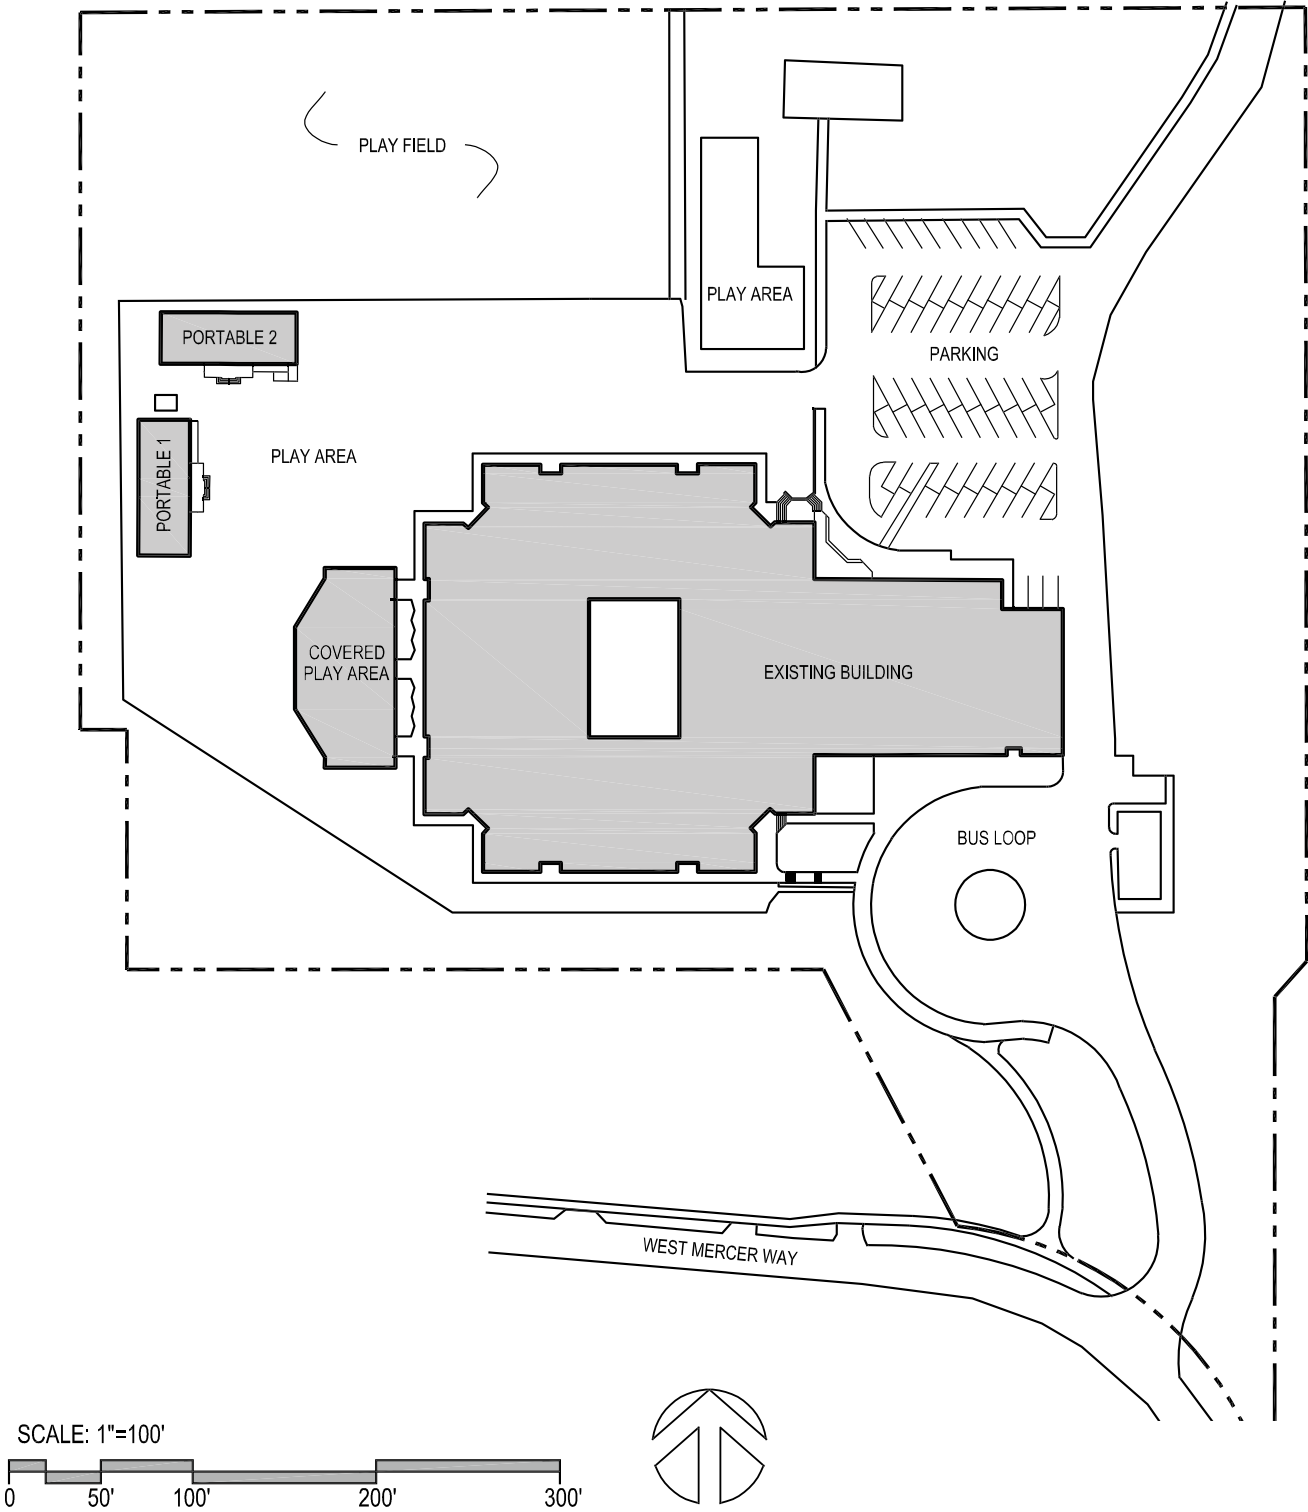 PLAY FIELD
PLAY AREA
PORTABLE 2
PARKING
PORTABLE 1
PLAY AREA
COVERED
PLAY AREA
EXISTING BUILDING
BUS LOOP
WEST MERCER WAY
SCALE: 1"=100'
0 50' 100' 200' 300'